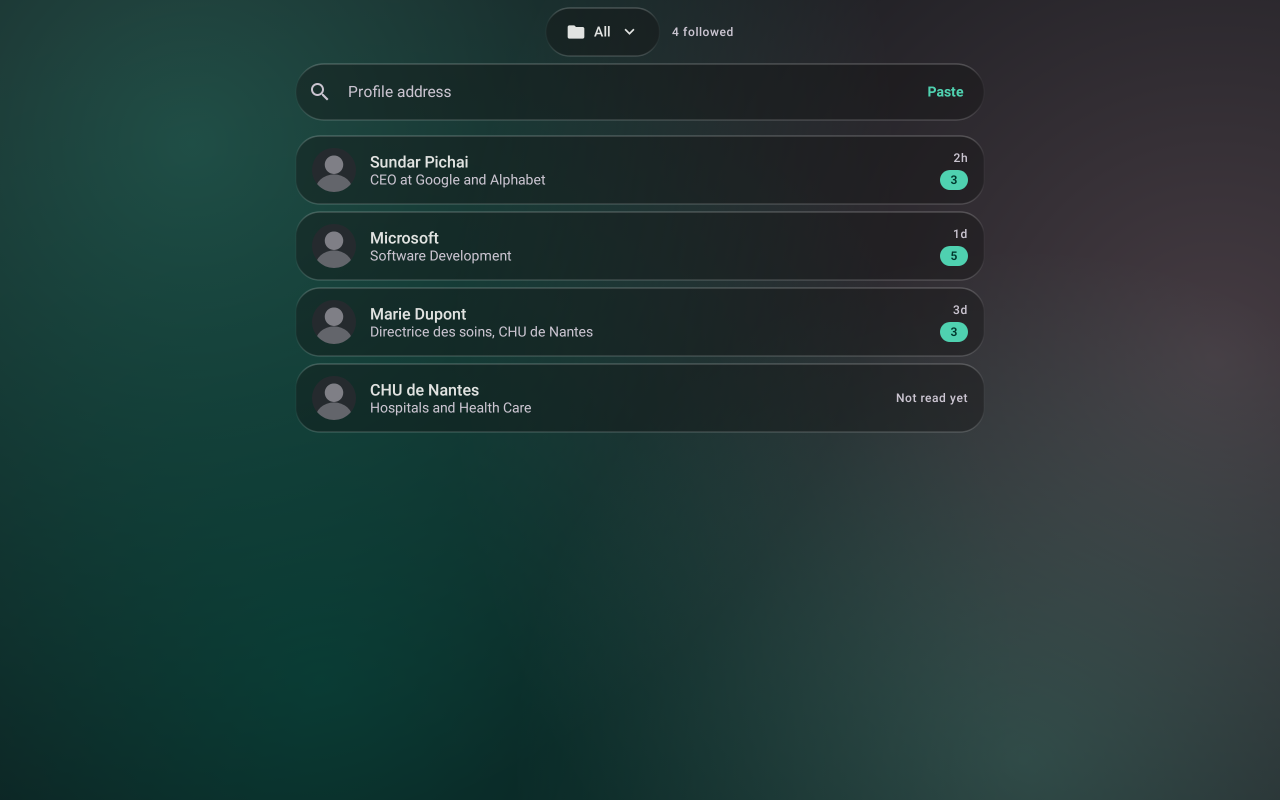 All
4 followed
Profile address
Paste
Sundar Pichai
2h
CEO at Google and Alphabet
3
Microsoft
1d
Software Development
5
Marie Dupont
3d
Directrice des soins, CHU de Nantes
3
CHU de Nantes
Not read yet
Hospitals and Health Care